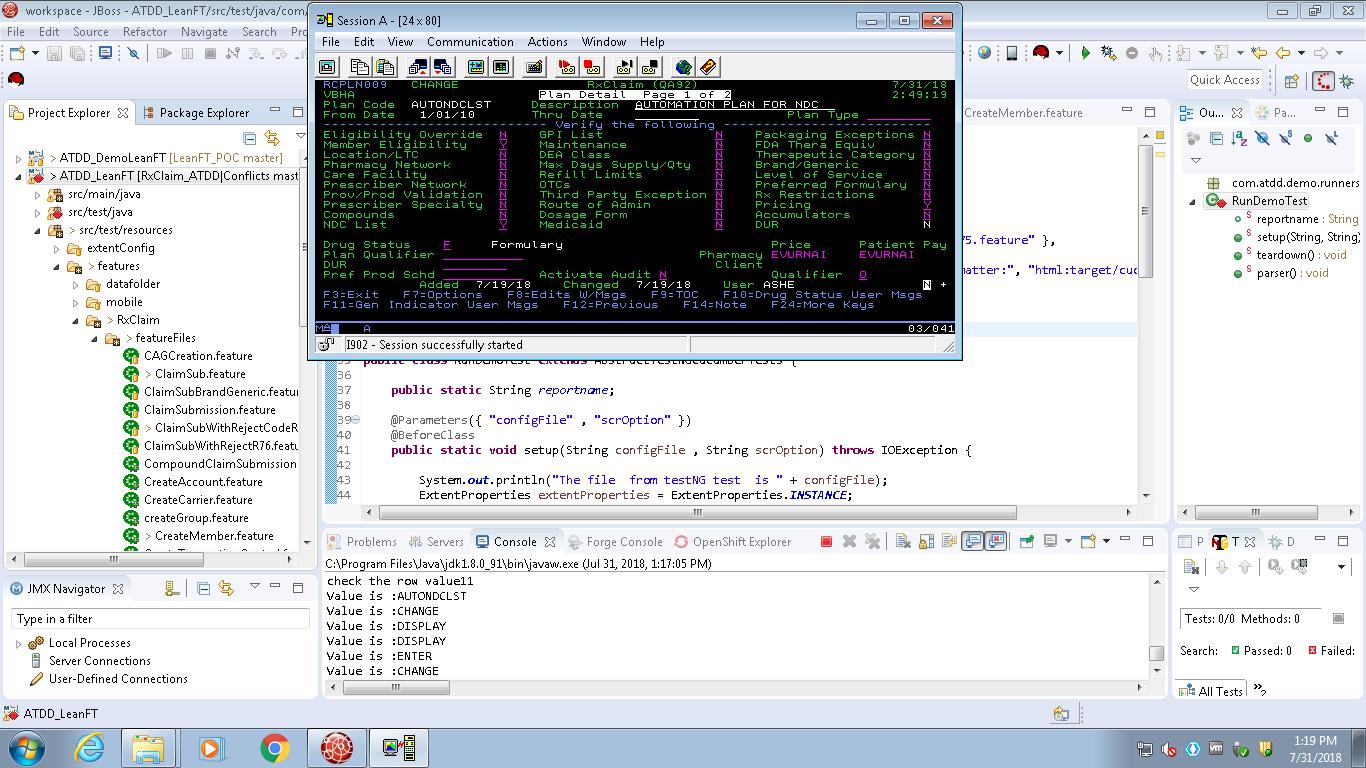 workspace - JBoss - ATDD_LeanFT/src/test/java/com/
File Edit Source Refactor Navigate Search Pro
Quick Access
Session A - [24 x 80]
File Edit View Communication Actions Window Help
RCPLN009 CHANGE RxClaim (QA92) 7/31/18
VBHA Plan Detail Page 1 of 2 2:49:19
Plan Code AUTONDCLST Description AUTOMATION PLAN FOR NDC
From Date 1/01/10 Thru Date Plan Type
Verify the following
Eligibility Override N GPI List N Packaging Exceptions N
Member Eligibility Y Maintenance N FDA Thera Equiv N
Location/LTC N DEA Class N Therapeutic Category N
Pharmacy Network N Max Days Supply/Qty N Brand/Generic N
Care Facility N Refill Limits N Level of Service N
Prescriber Network N OTCs N Preferred Formulary N
Prov/Prod Validation N Third Party Exception N Rx Restrictions N
Prescriber Specialty N Route of Admin N Pricing Y
Compounds N Dosage Form N Accumulators N
NDC List Y Medicaid N DUR N
Drug Status F Formulary Price Patient Pay
Plan Qualifier Pharmacy EVURNAI EVURNAI
DUR Client
Pref Prod Schd Activate Audit N Qualifier O
Added 7/19/18 Changed 7/19/18 User ASHE N +
F3=Exit F7=Options F8=Edits W/Msgs F9=TOC F10=Drug Status User Msgs
F11=Gen Indicator User Msgs F12=Previous F14=Note F24=More Keys
MA A 03/041
I902 - Session successfully started
Project Explorer Package Explorer
> ATDD_DemoLeanFT [LeanFT_POC master]
> ATDD_LeanFT [RxClaim_ATDD|Conflicts mast
src/main/java
src/test/java
> src/test/resources
extentConfig
> features
datafolder
mobile
> RxClaim
> featureFiles
CAGCreation.feature
> ClaimSub.feature
ClaimSubBrandGeneric.featu
ClaimSubmission.feature
> ClaimSubWithRejectCodeR
ClaimSubWithRejectR76.featu
CompoundClaimSubmission
CreateAccount.feature
CreateCarrier.feature
createGroup.feature
> CreateMember.feature
CreateMember.feature
75.feature" },
matter:", "html:target/cuc
36
37 public static String reportname;
38
39 @Parameters({ "configFile" , "scrOption" })
40 @BeforeClass
41 public static void setup(String configFile , String scrOption) throws IOException {
42
43 System.out.println("The file from testNG test is " + configFile);
44 ExtentProperties extentProperties = ExtentProperties.INSTANCE;
Ou... Pa...
com.atdd.demo.runners
RunDemoTest
reportname : String
setup(String, String)
teardown() : void
parser() : void
Problems Servers Console Forge Console OpenShift Explorer
C:\Program Files\Java\jdk1.8.0_91\bin\javaw.exe (Jul 31, 2018, 1:17:05 PM)
check the row value11
Value is :AUTONDCLST
Value is :CHANGE
Value is :DISPLAY
Value is :DISPLAY
Value is :ENTER
Value is :CHANGE
JMX Navigator
Type in a filter
Local Processes
Server Connections
User-Defined Connections
P T D
Tests: 0/0 Methods: 0
Search: Passed: 0 Failed:
All Tests
ATDD_LeanFT
1:19 PM
7/31/2018